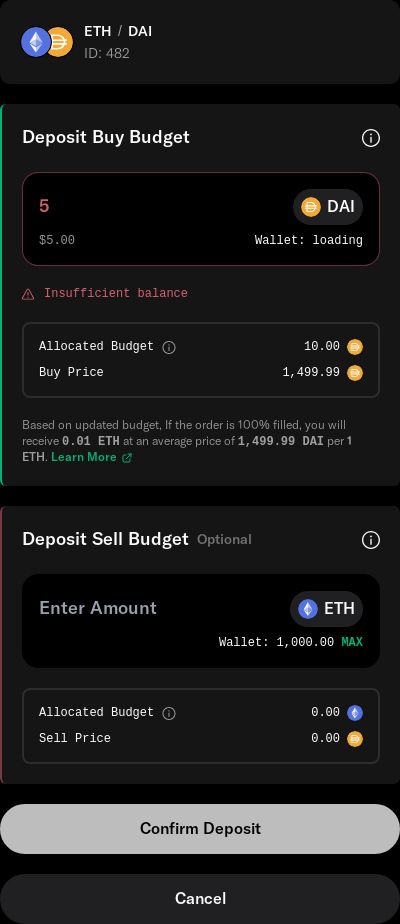 ETH / DAI
ID: 482
Deposit Buy Budget
5
DAI
$5.00
Wallet: loading
Insufficient balance
Allocated Budget
10.00
Buy Price
1,499.99
Based on updated budget, If the order is 100% filled, you will
receive 0.01 ETH at an average price of 1,499.99 DAI per 1
ETH. Learn More
Deposit Sell Budget Optional
Enter Amount
ETH
Wallet: 1,000.00 MAX
Allocated Budget
0.00
Sell Price
0.00
Confirm Deposit
Cancel